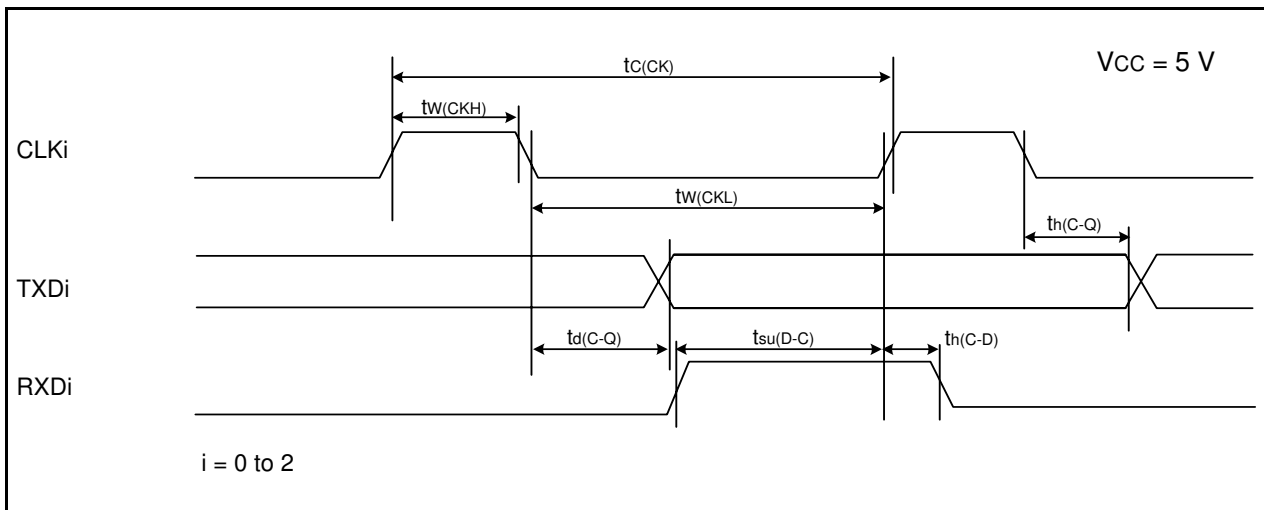 VCC = 5 V
tC(CK)
tW(CKH)
CLKi
tW(CKL)
th(C-Q)
TXDi
td(C-Q)
tsu(D-C)
th(C-D)
RXDi
i = 0 to 2